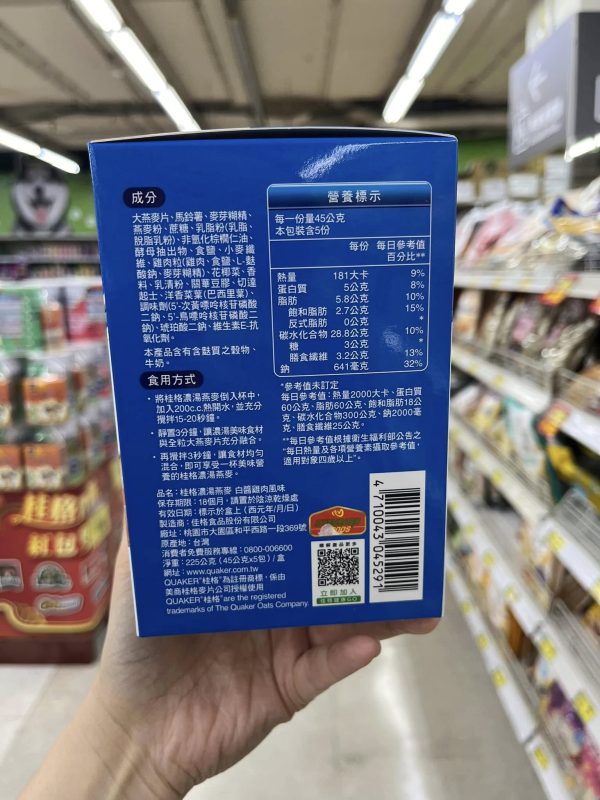 成分
大燕麥片、馬鈴薯、麥芽糊精、
燕麥粉、蔗糖、乳脂粉(乳脂、
脫脂乳粉)、非氫化棕櫚仁油、
酵母抽出物、食鹽、小麥纖
維、雞肉粒(雞肉、食鹽、L-麩
酸鈉、麥芽糊精)、花椰菜、香
料、乳清粉、關華豆膠、切達
起士、洋香菜葉(巴西里葉)、
調味劑(5'-次黃嘌呤核苷磷酸
二鈉、5'-鳥嘌呤核苷磷酸二
鈉)、琥珀酸二鈉、維生素E-抗
氧化劑。
本產品含有含麩質之穀物、
牛奶。
食用方式
・將桂格濃湯燕麥倒入杯中,
加入200c.c.熱開水,並充分
攪拌15-20秒鐘。
・靜置3分鐘,讓濃湯美味食材
與全粒大燕麥片充分融合。
・再攪拌3秒鐘,讓食材均勻
混合,即可享受一杯美味營
養的桂格濃湯燕麥。
營養標示
每一份量45公克
本包裝含5份
每份 每日參考值
百分比**
熱量 181大卡 9%
蛋白質 5公克 8%
脂肪 5.8公克 10%
飽和脂肪 2.7公克 15%
反式脂肪 0公克 *
碳水化合物 28.8公克 10%
糖 3公克 *
膳食纖維 3.2公克 13%
鈉 641毫克 32%
*參考值未訂定
每日參考值:熱量2000大卡、蛋白質
60公克、脂肪60公克、飽和脂肪18公
克、碳水化合物300公克、鈉2000毫
克、膳食纖維25公克。
**每日參考值根據衛生福利部公告之
"每日熱量及各項營養素攝取參考值,
適用對象四歲以上"。
品名:桂格濃湯燕麥 白醬雞肉風味
保存期限:18個月,請置於陰涼乾燥處
有效日期:標示於盒上(西元年/月/日)
製造商:佳格食品股份有限公司
廠址:桃園市大園區和平西路一段369號
原產地:台灣
消費者免費服務專線:0800-006600
淨重:225公克(45公克x5包)/盒
網址:www.quaker.com.tw
QUAKER"桂格"為註冊商標,係由
美商桂格麥片公司授權使用
QUAKER"桂格"are the registered
trademarks of The Quaker Oats Company.
立即加入
4 710043 045291
桂格